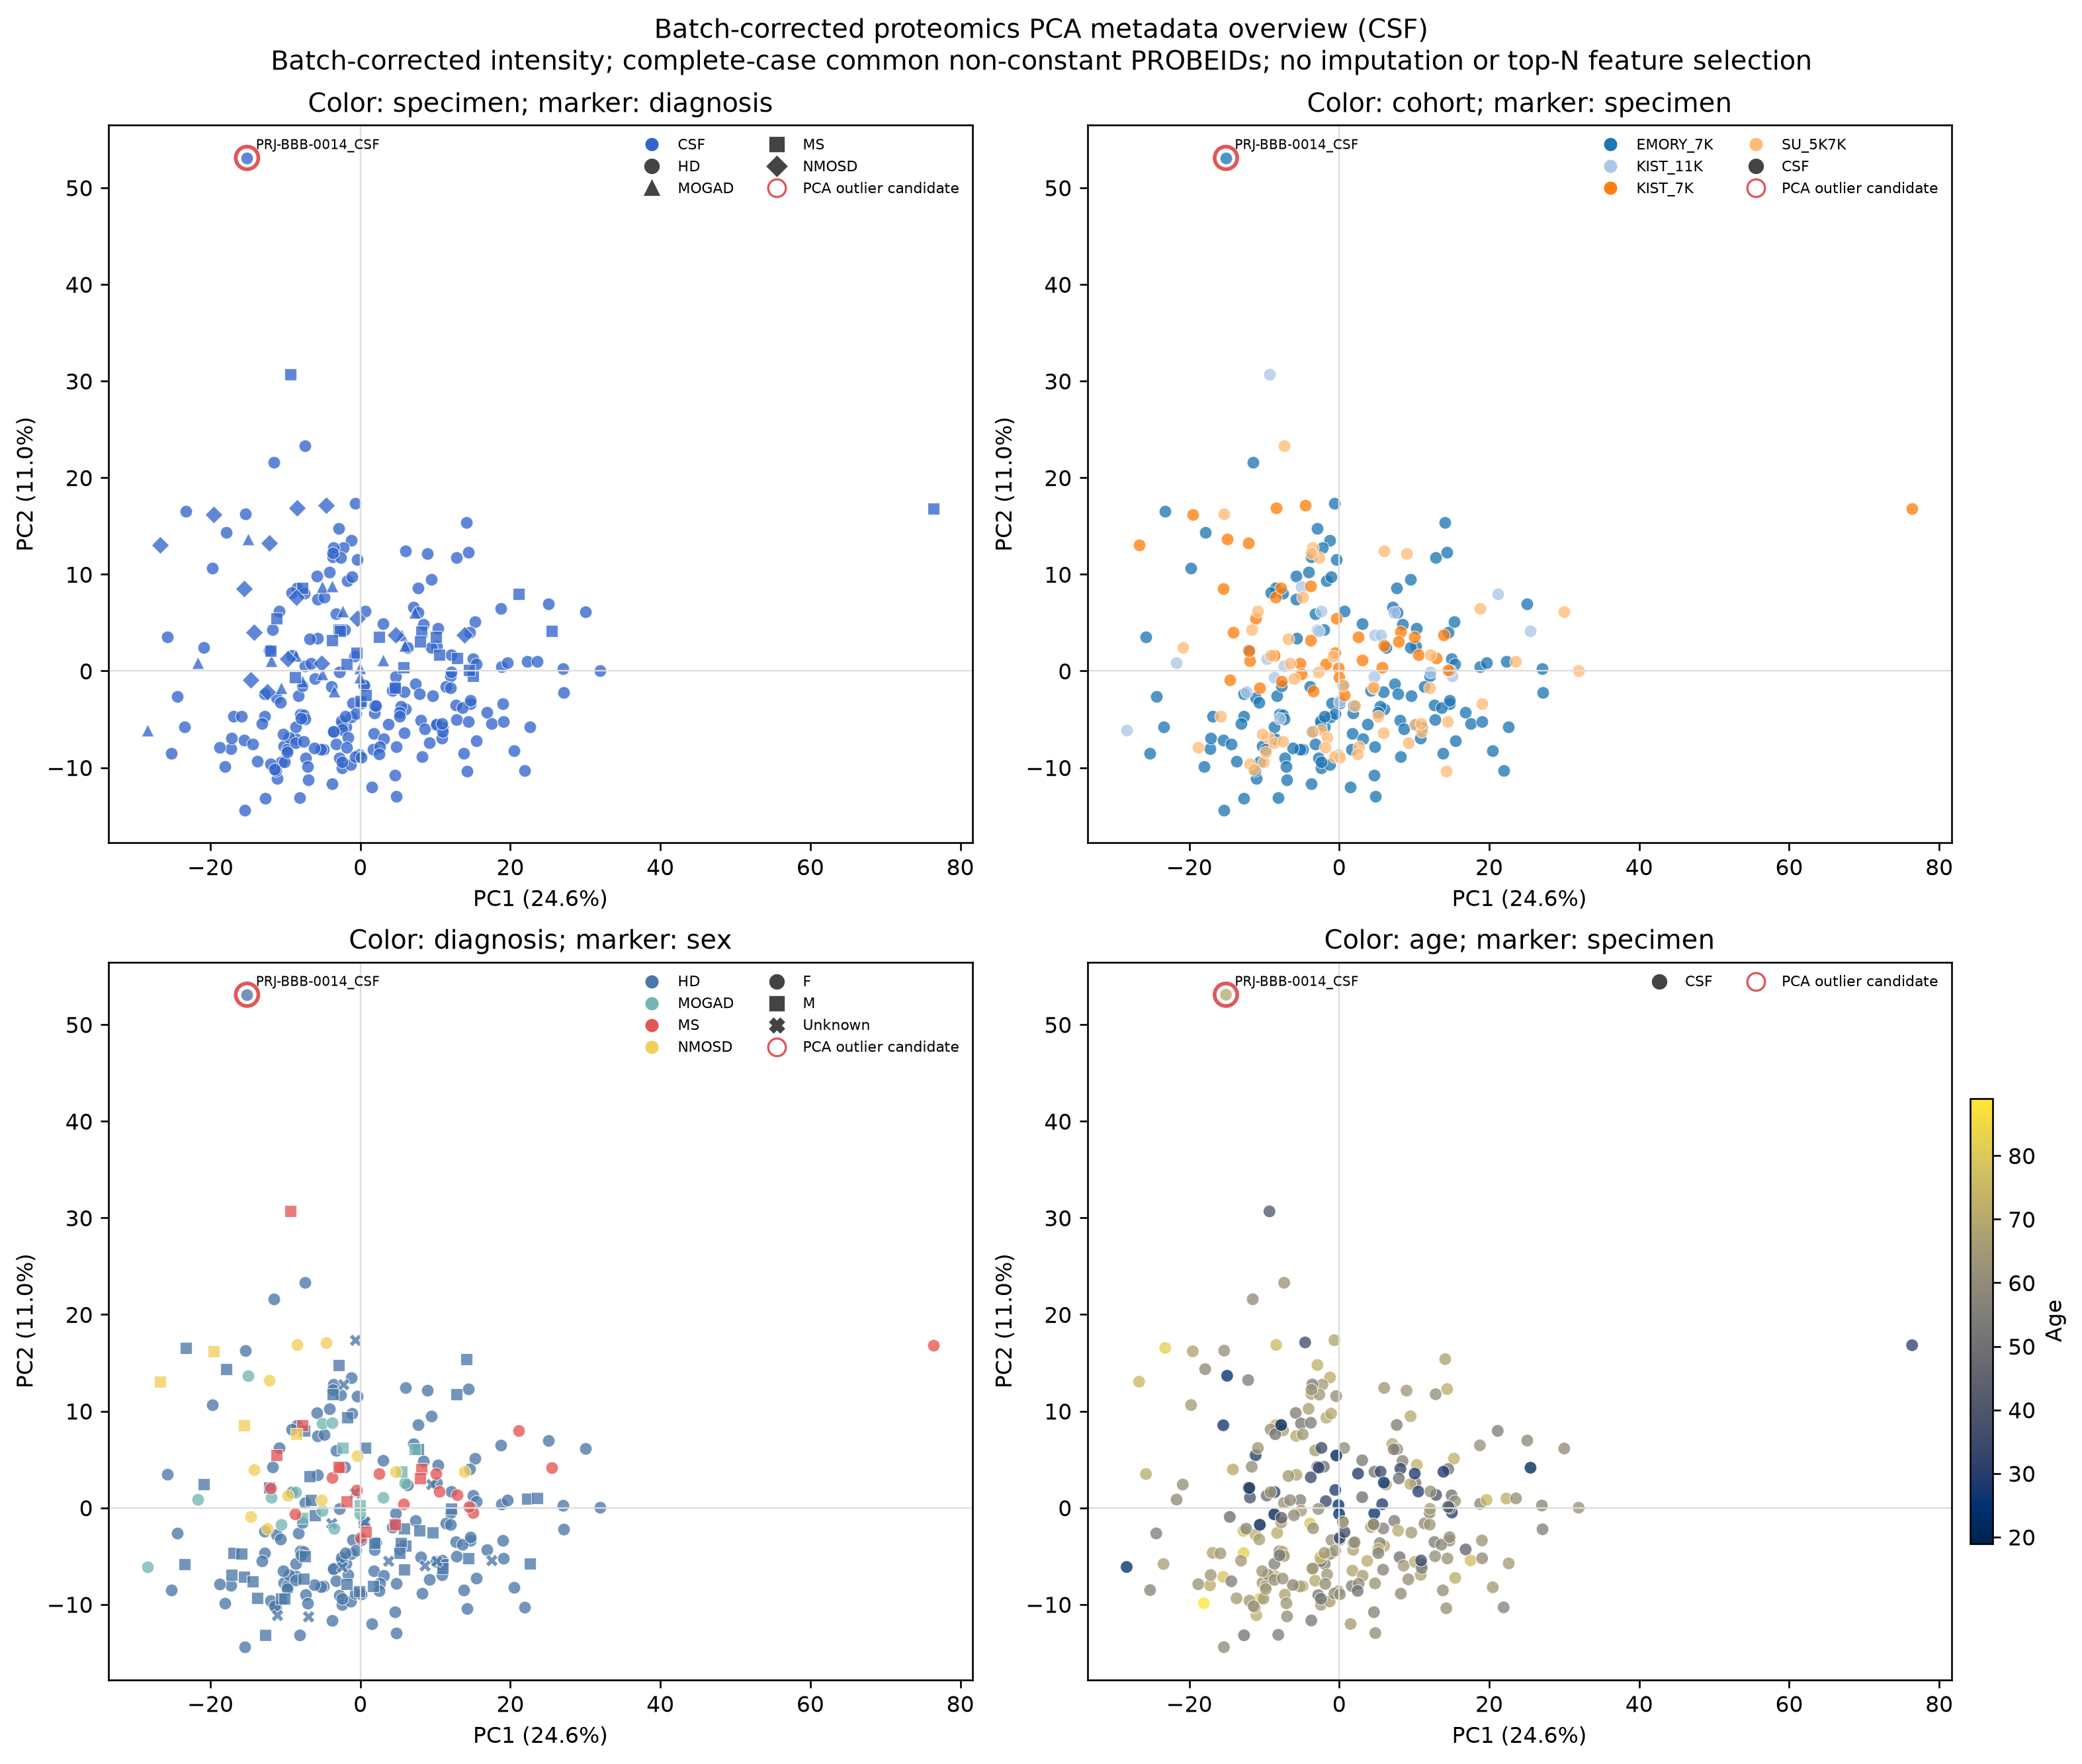 Batch-corrected proteomics PCA metadata overview (CSF)
Batch-corrected intensity; complete-case common non-constant PROBEIDs; no imputation or top-N feature selection
Color: specimen; marker: diagnosis
PRJ-BBB-0014_CSF
CSF
HD
MOGAD
MS
NMOSD
PCA outlier candidate
50
40
30
20
10
0
−10
PC2 (11.0%)
−20
0
20
40
60
80
PC1 (24.6%)
Color: cohort; marker: specimen
PRJ-BBB-0014_CSF
EMORY_7K
KIST_11K
KIST_7K
SU_5K7K
CSF
PCA outlier candidate
50
40
30
20
10
0
−10
PC2 (11.0%)
−20
0
20
40
60
80
PC1 (24.6%)
Color: diagnosis; marker: sex
PRJ-BBB-0014_CSF
HD
MOGAD
MS
NMOSD
F
M
Unknown
PCA outlier candidate
50
40
30
20
10
0
−10
PC2 (11.0%)
−20
0
20
40
60
80
PC1 (24.6%)
Color: age; marker: specimen
PRJ-BBB-0014_CSF
CSF
PCA outlier candidate
50
40
30
20
10
0
−10
PC2 (11.0%)
−20
0
20
40
60
80
PC1 (24.6%)
80
70
60
50
40
30
20
Age